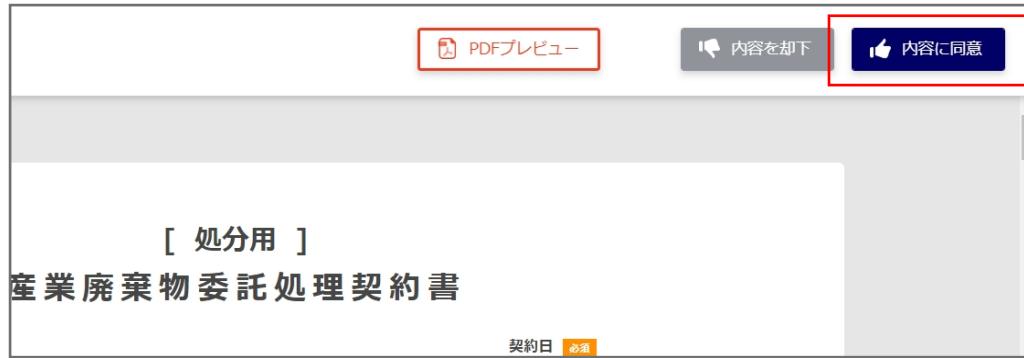 PDFプレビュー
内容を却下
内容に同意
[ 処分用 ]
産業廃棄物委託処理契約書
契約日 必須